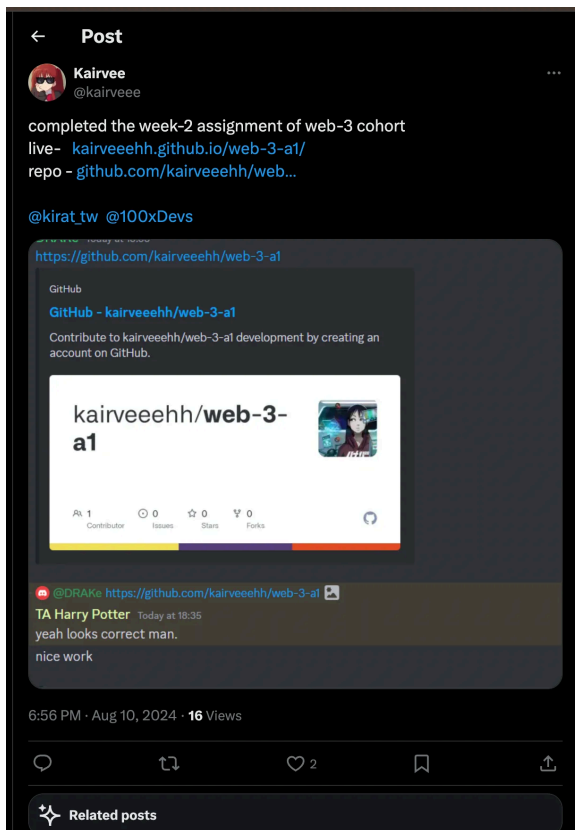 Post
Kairvee
@kairveee
completed the week-2 assignment of web-3 cohort
live- kairveeehh.github.io/web-3-a1/
repo - github.com/kairveeehh/web...
@kirat_tw @100xDevs
https://github.com/kairveeehh/web-3-a1
GitHub
GitHub - kairveeehh/web-3-a1
Contribute to kairveeehh/web-3-a1 development by creating an
account on GitHub.
kairveeehh/web-3-
a1
1 0 0 0
Contributor Issues Stars Forks
@DRAKe https://github.com/kairveeehh/web-3-a1
TA Harry Potter Today at 18:35
yeah looks correct man.
nice work
6:56 PM · Aug 10, 2024 · 16 Views
2
Related posts